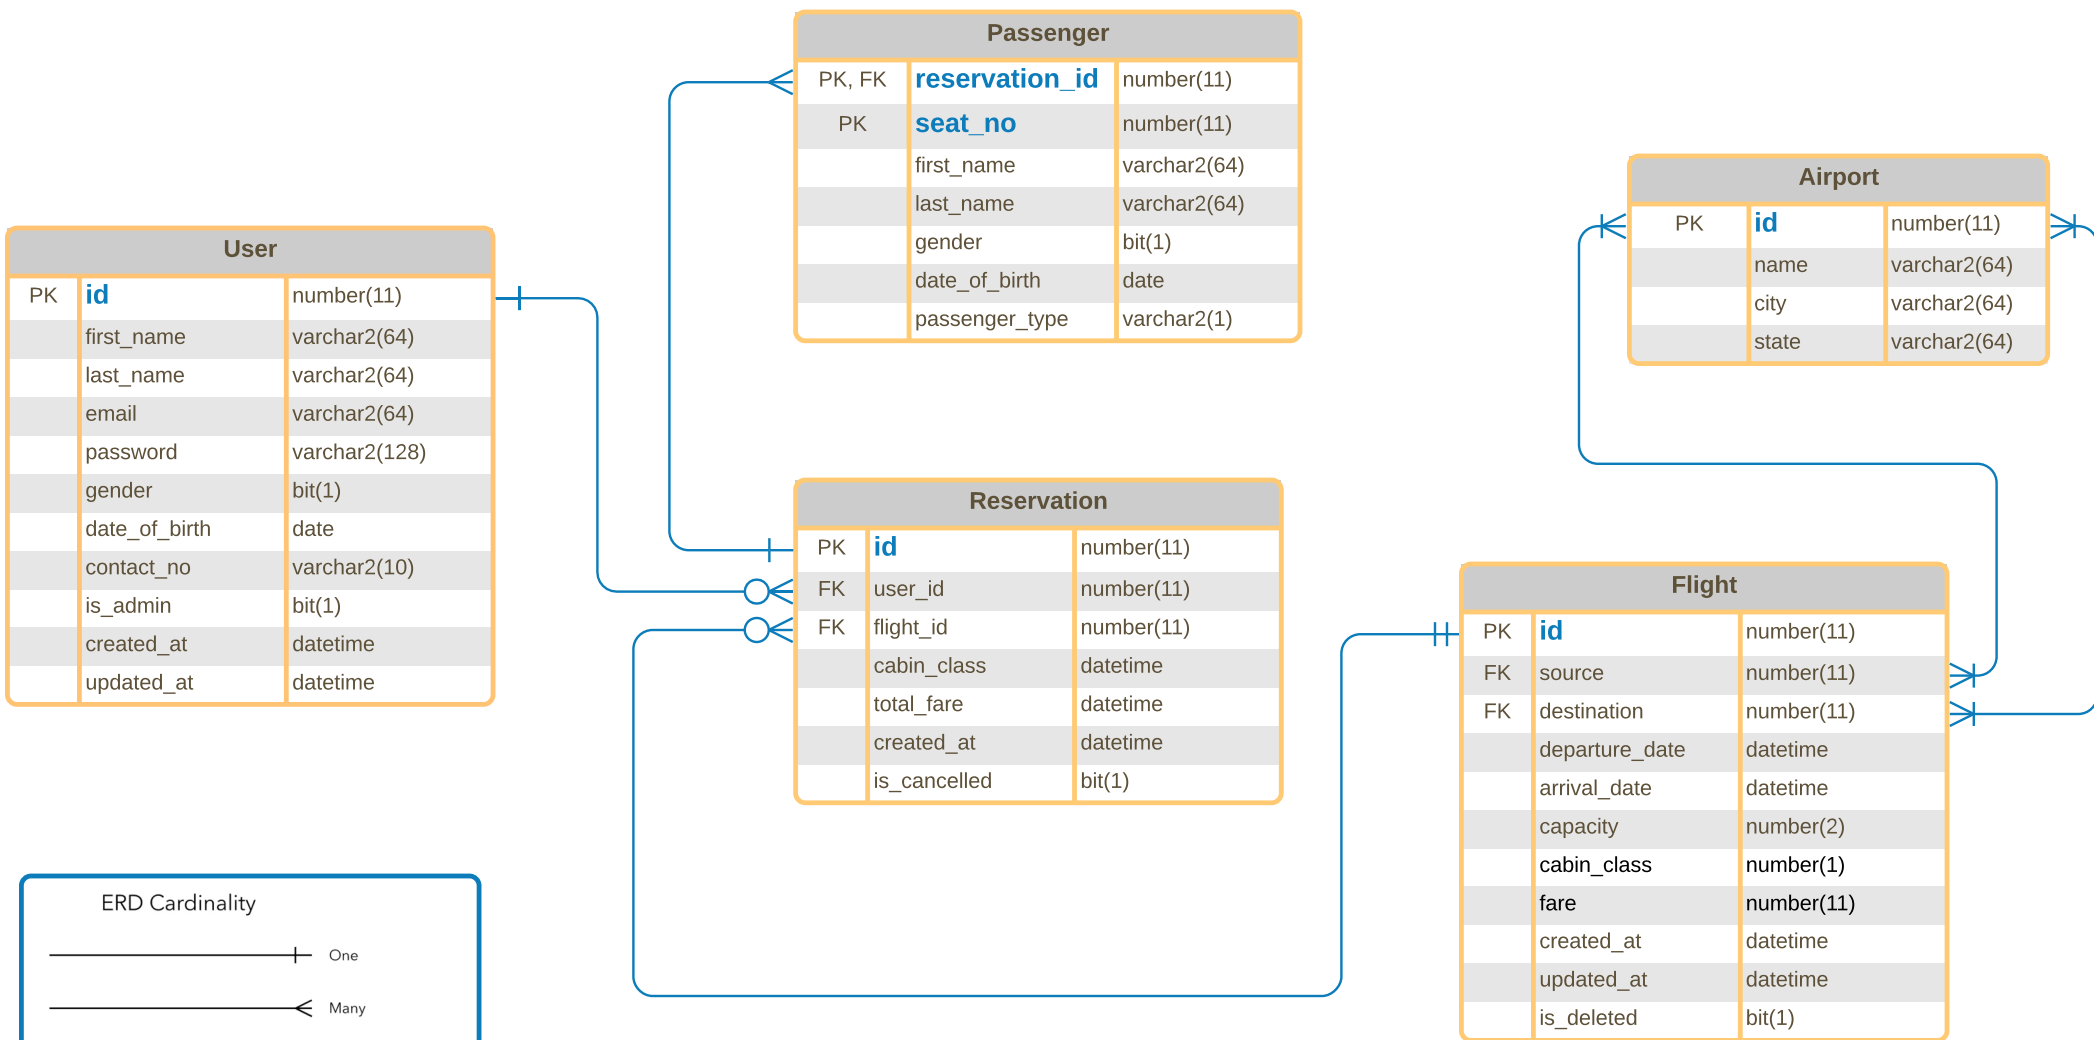 Passenger
PK, FK reservation_id number(11)
PK seat_no number(11)
first_name varchar2(64)
last_name varchar2(64)
gender bit(1)
date_of_birth date
passenger_type varchar2(1)
Airport
PK id number(11)
name varchar2(64)
city varchar2(64)
state varchar2(64)
User
PK id number(11)
first_name varchar2(64)
last_name varchar2(64)
email varchar2(64)
password varchar2(128)
gender bit(1)
date_of_birth date
contact_no varchar2(10)
is_admin bit(1)
created_at datetime
updated_at datetime
Reservation
PK id number(11)
FK user_id number(11)
FK flight_id number(11)
cabin_class datetime
total_fare datetime
created_at datetime
is_cancelled bit(1)
Flight
PK id number(11)
FK source number(11)
FK destination number(11)
departure_date datetime
arrival_date datetime
capacity number(2)
cabin_class number(1)
fare number(11)
created_at datetime
updated_at datetime
is_deleted bit(1)
ERD Cardinality
One
Many